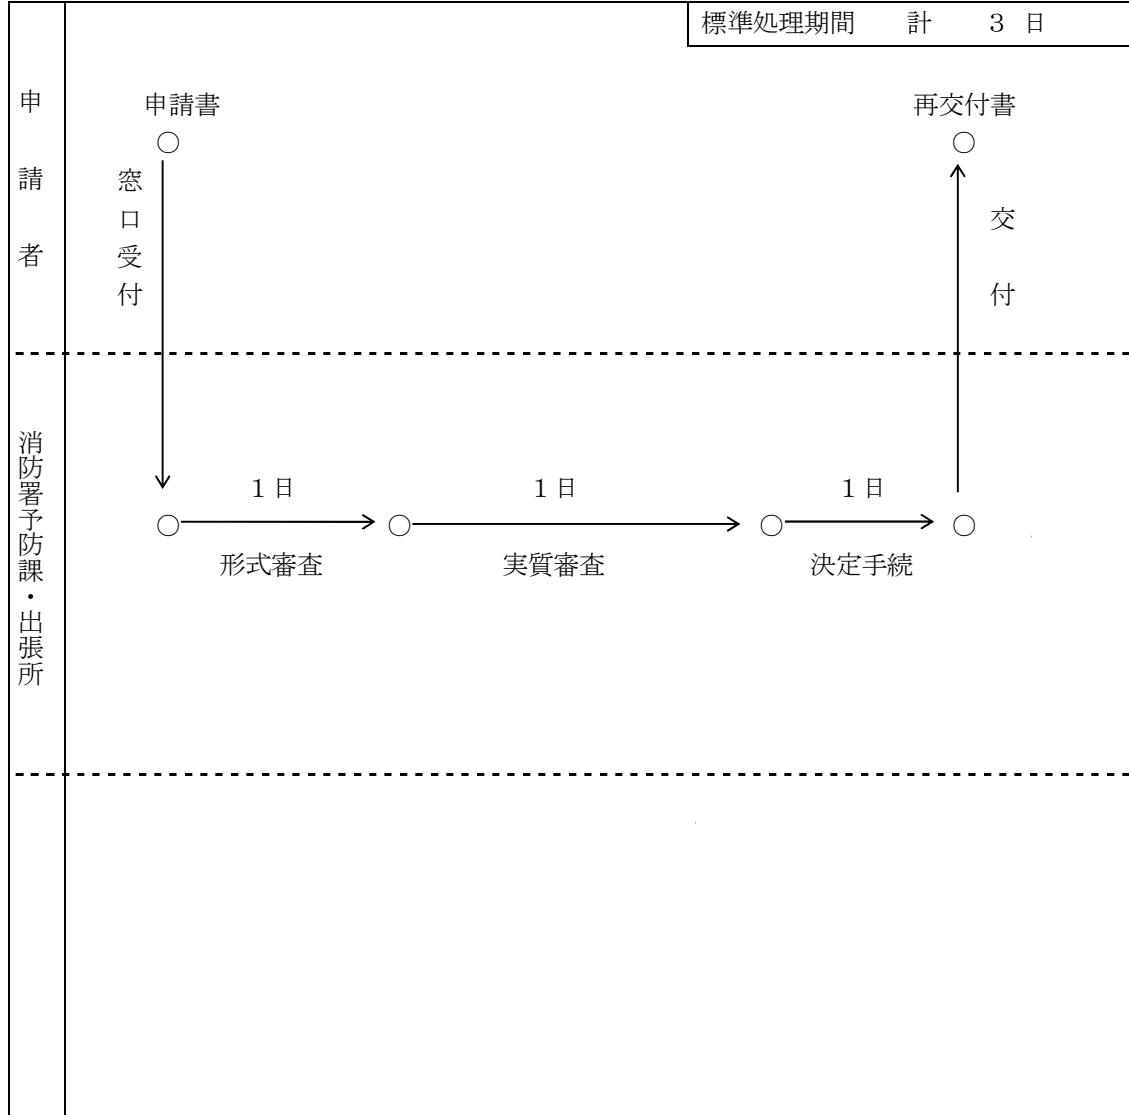 標準処理期間　計　３ 日
申請者
申請書
再交付書
窓口受付
交付
消防署予防課・出張所
１日
１日
１日
形式審査
実質審査
決定手続